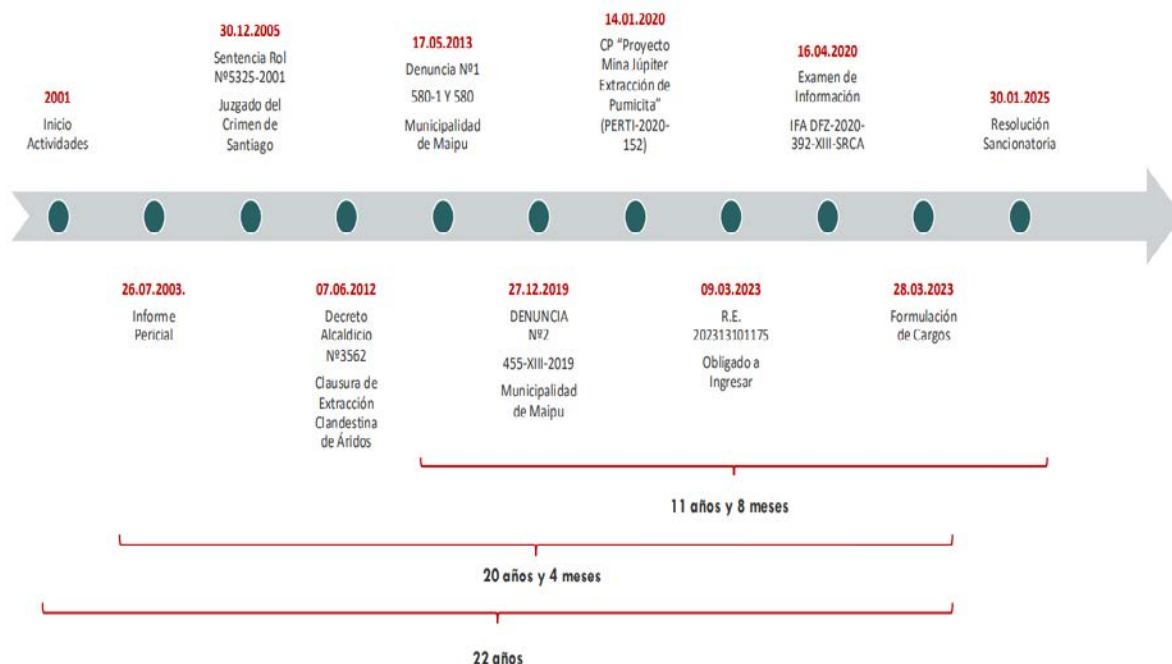 2001
Inicio
Actividades
30.12.2005
Sentencia Rol
Nº5325-2001
Juzgado del
Crimen de
Santiago
17.05.2013
Denuncia Nº1
580-1 Y 580
Municipalidad
de Maipu
14.01.2020
CP "Proyecto
Mina Júpiter
Extracción de
Pumicita"
(PERTI-2020-
152)
16.04.2020
Examen de
Información
IFA DFZ-2020-
392-XIII-SRCA
30.01.2025
Resolución
Sancionatoria
26.07.2003.
Informe
Pericial
07.06.2012
Decreto
Alcaldicio
Nº3562
Clausura de
Extracción
Clandestina
de Áridos
27.12.2019
DENUNCIA
Nº2
455-XIII-2019
Municipalidad
de Maipu
09.03.2023
R.E.
202313101175
Obligado a
Ingresar
28.03.2023
Formulación
de Cargos
11 años y 8 meses
20 años y 4 meses
22 años